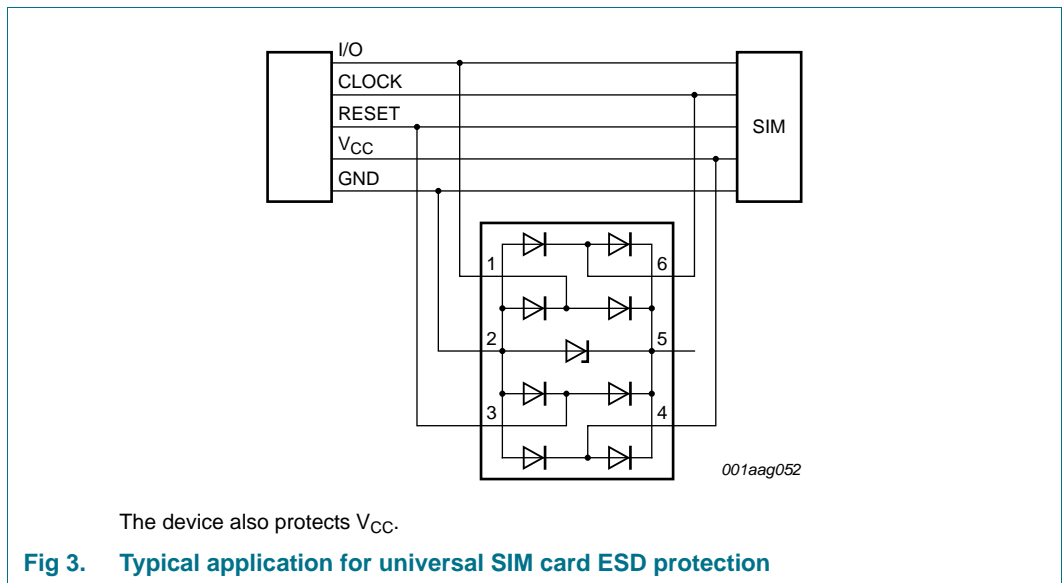 I/O
CLOCK
RESET
SIM
VCC
GND
1
6
2
5
3
4
001aag052
The device also protects VCC.
Fig 3. Typical application for universal SIM card ESD protection